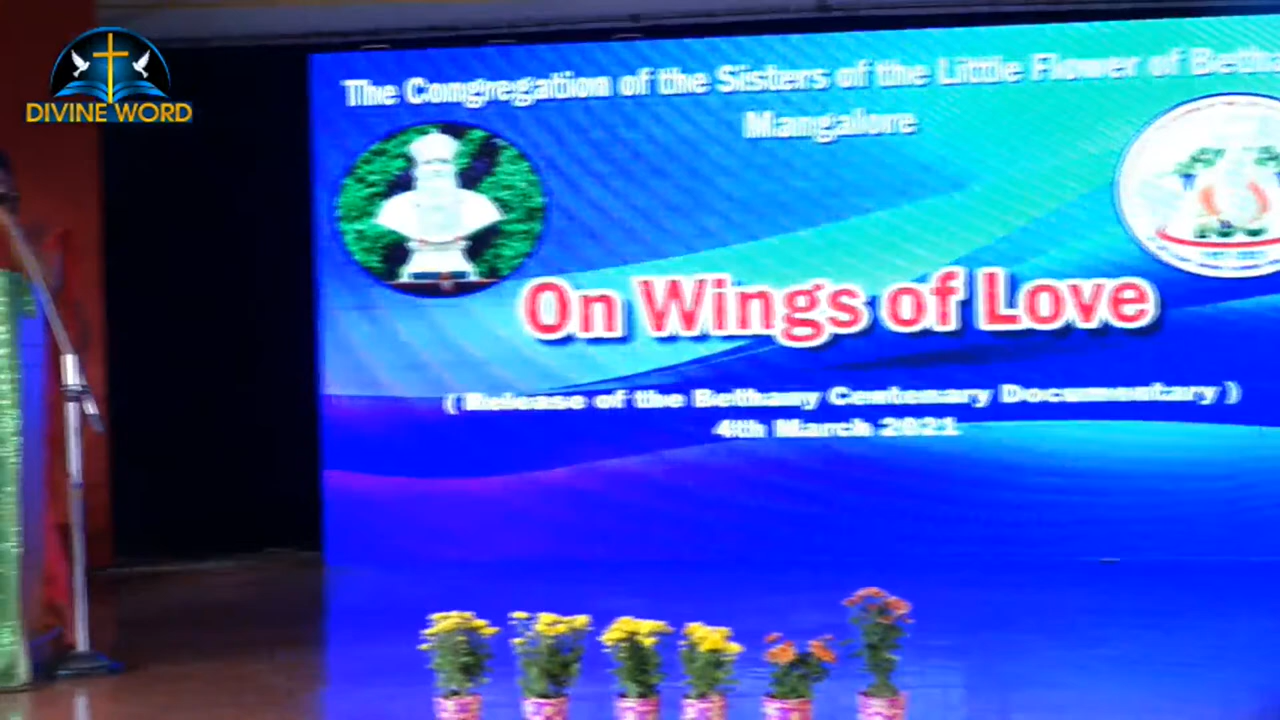 DIVINE WORD
The Congregation of the Sisters of the Little Flower of
Mangalore
On Wings of Love
( Release of the Bethany Centenary Documentary )
4th March 2021